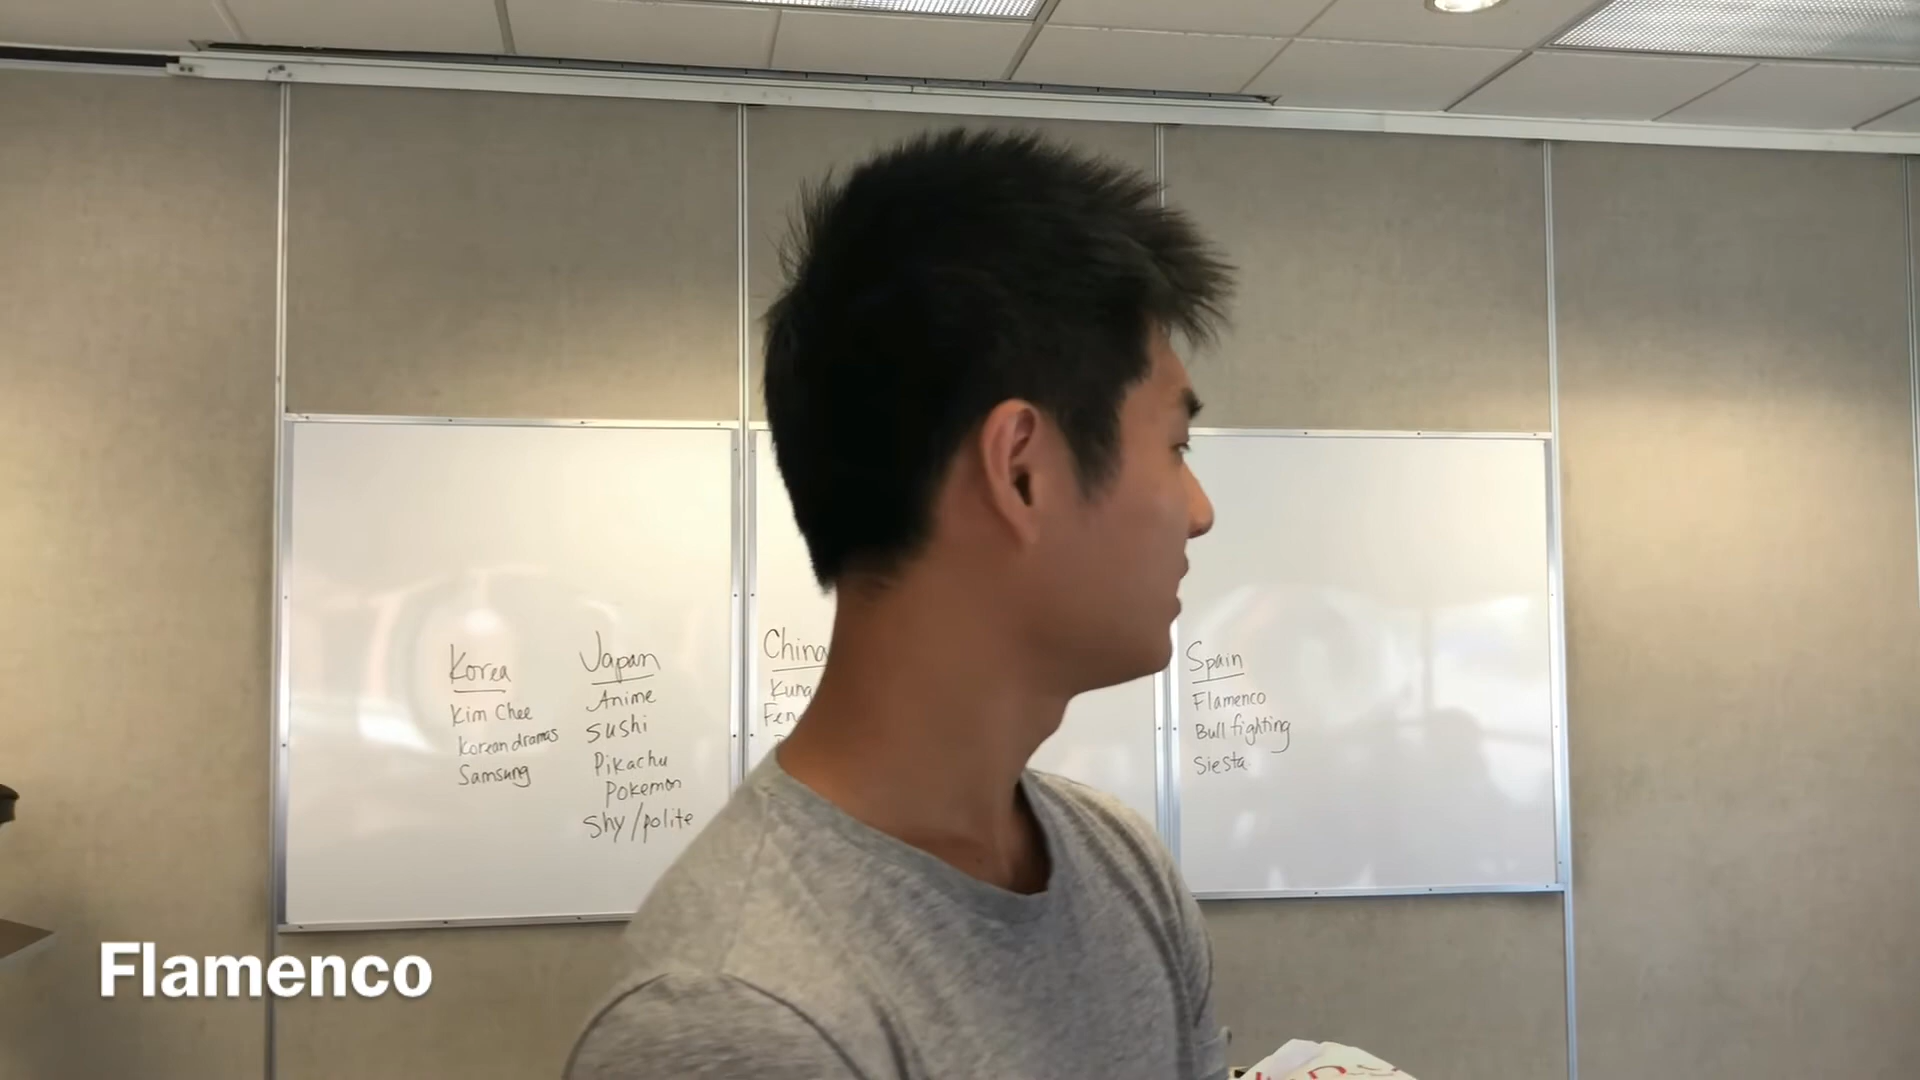 Korea
Kim Chee
Korean dramas
Samsung
Japan
Anime
Sushi
Pikachu
Pokemon
Shy/polite
China
Kung
Spain
Flamenco
Bull fighting
Siesta
Flamenco